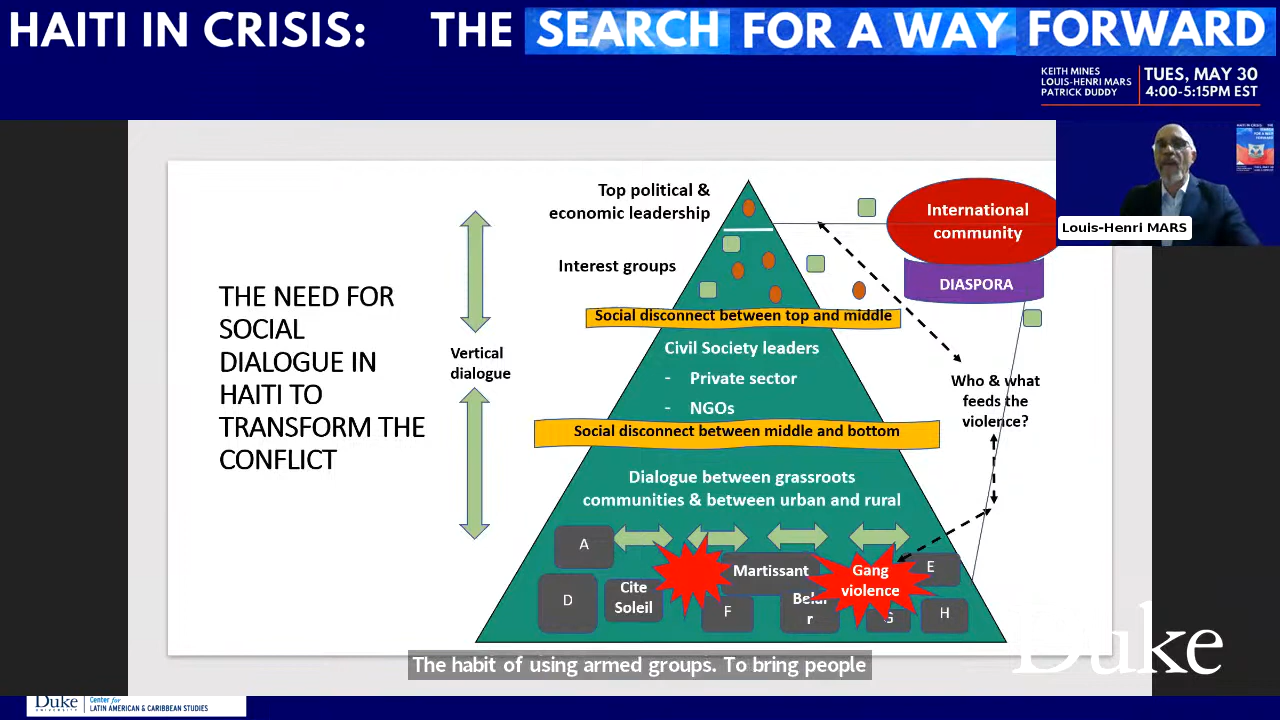 HAITI IN CRISIS: THE SEARCH FOR A WAY FORWARD
KEITH MINES
LOUIS-HENRI MARS
PATRICK DUDDY
TUES, MAY 30
4:00-5:15PM EST
Louis-Henri MARS
THE NEED FOR
SOCIAL
DIALOGUE IN
HAITI TO
TRANSFORM THE
CONFLICT
Vertical
dialogue
Top political &
economic leadership
Interest groups
International
community
DIASPORA
Social disconnect between top and middle
Civil Society leaders
- Private sector
- NGOs
Who & what
feeds the
violence?
Social disconnect between middle and bottom
Dialogue between grassroots
communities & between urban and rural
A
D
Cite
Soleil
F
Martissant
Belai
r
Gang
violence
G
E
H
The habit of using armed groups. To bring people
Duke
Duke
UNIVERSITY
Center for
LATIN AMERICAN & CARIBBEAN STUDIES